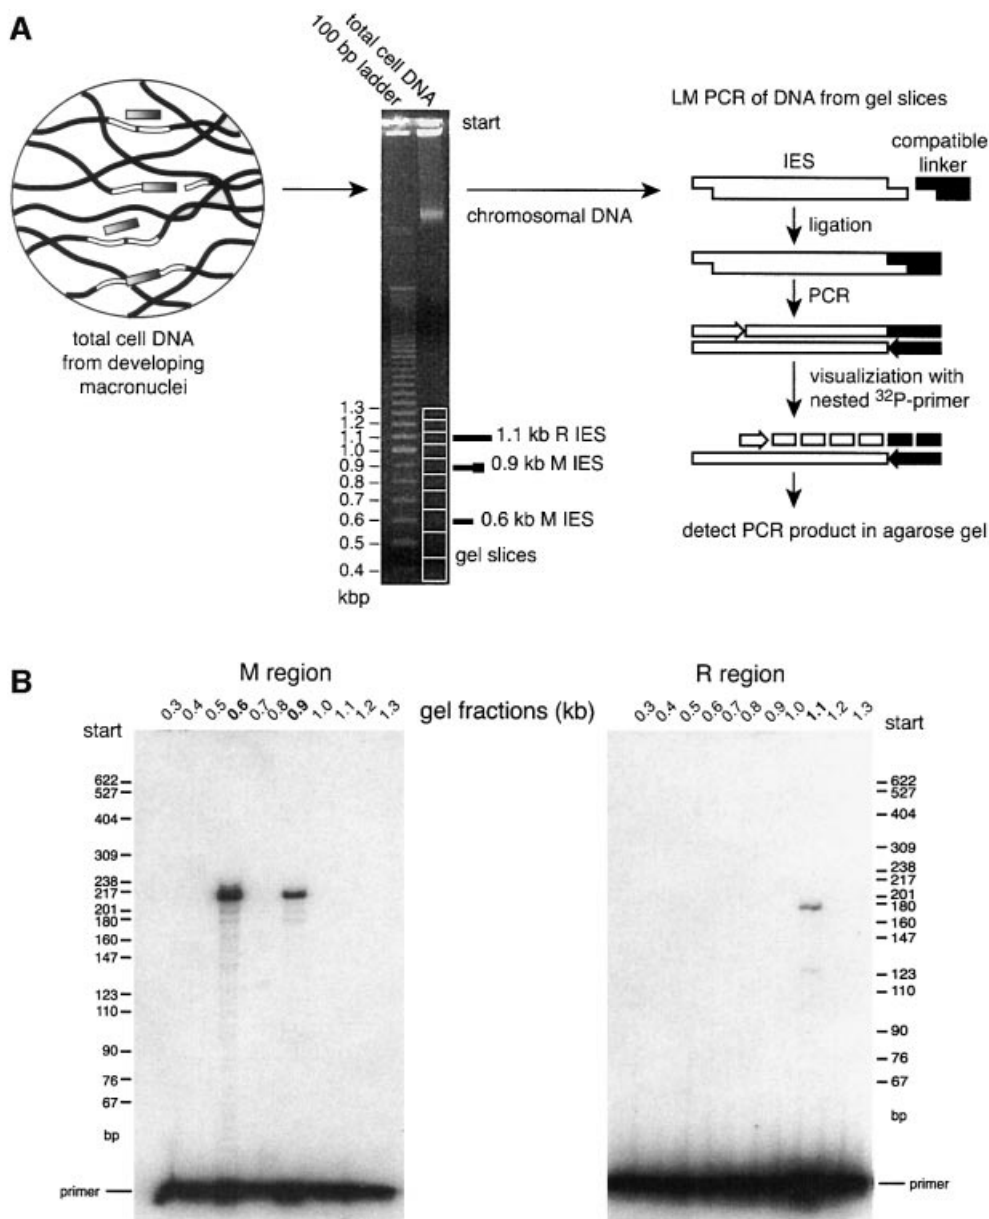 A
total cell DNA
100 bp ladder
start
chromosomal DNA
total cell DNA
from developing
macronuclei
1.3
1.2
1.1
1.0
0.9
0.8
0.7
0.6
0.5
0.4
kbp
1.1 kb R IES
0.9 kb M IES
0.6 kb M IES
gel slices
LM PCR of DNA from gel slices
IES
compatible
linker
ligation
PCR
visualiziation with
nested 32P-primer
detect PCR product in agarose gel
B
M region
0.3 0.4 0.5 0.6 0.7 0.8 0.9 1.0 1.1 1.2 1.3
gel fractions (kb)
start
622
527
404
309
238
217
201
180
160
147
123
110
90
76
67
bp
primer
R region
0.3 0.4 0.5 0.6 0.7 0.8 0.9 1.0 1.1 1.2 1.3
start
622
527
404
309
238
217
201
180
160
147
123
110
90
76
67
bp
primer